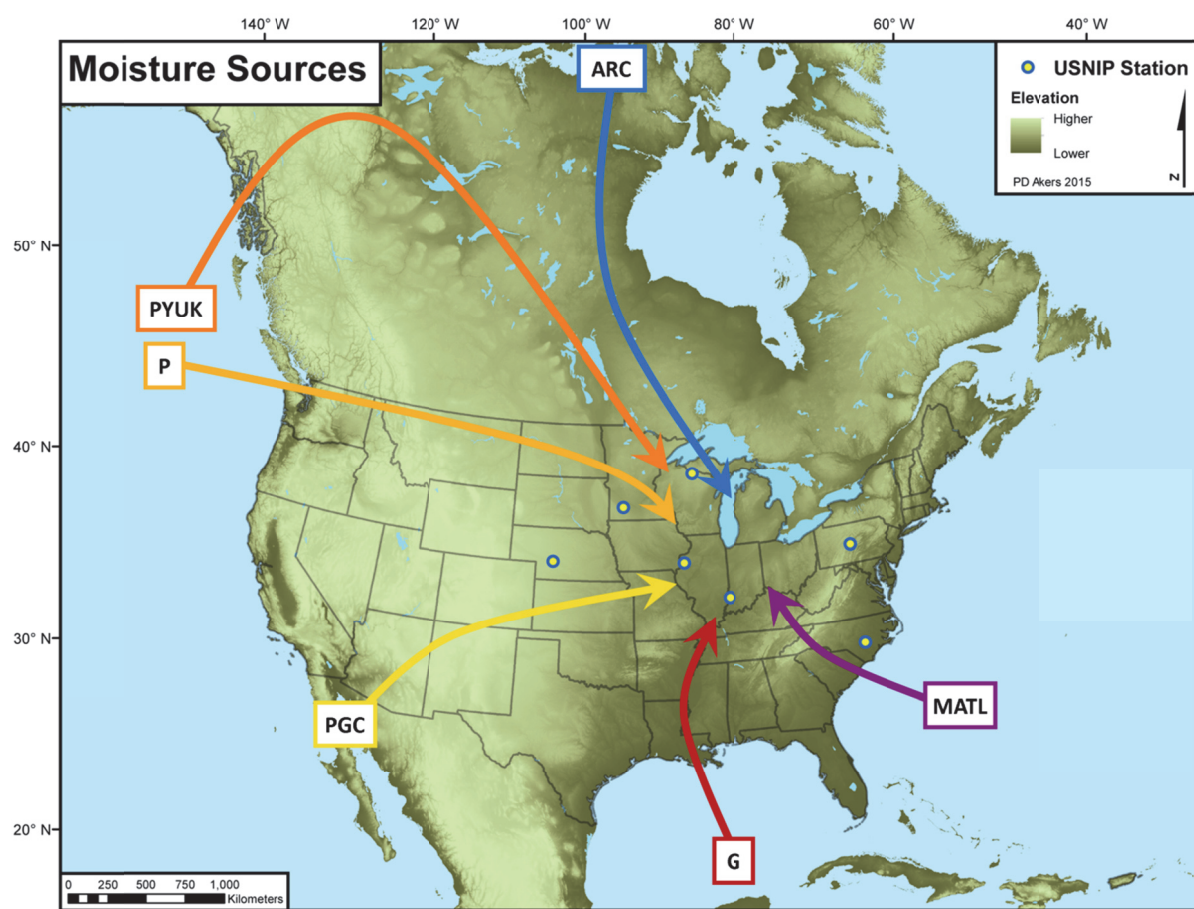 140° W 120° W 100° W 80° W 60° W 40° W
Moisture Sources
ARC
USNIP Station
Elevation
Higher
Lower
PD Akers 2015
N
50° N
PYUK
P
40° N
30° N
PGC
MATL
20° N
G
0 250 500 750 1,000
Kilometers